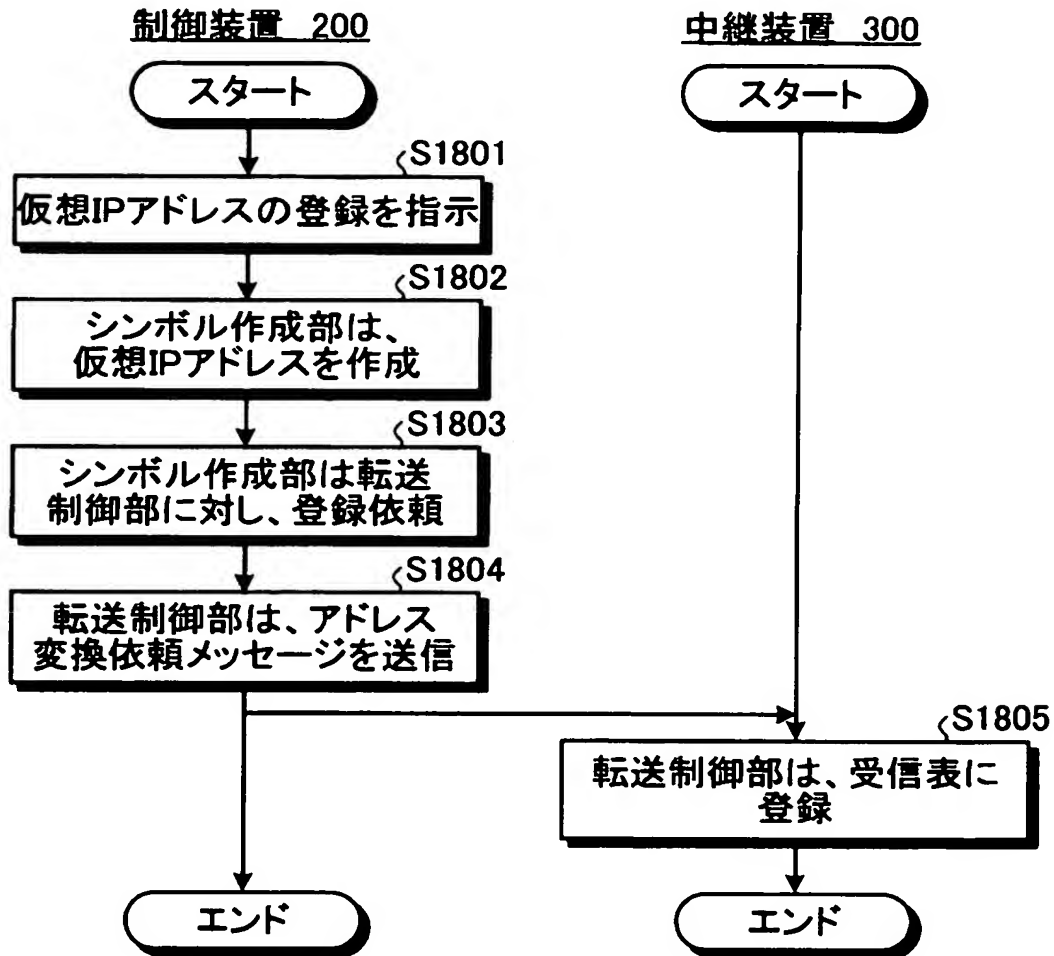 制御装置 200
スタート
S1801
仮想IPアドレスの登録を指示
S1802
シンボル作成部は、
仮想IPアドレスを作成
S1803
シンボル作成部は転送
制御部に対し、登録依頼
S1804
転送制御部は、アドレス
変換依頼メッセージを送信
エンド
中継装置 300
スタート
S1805
転送制御部は、受信表に
登録
エンド